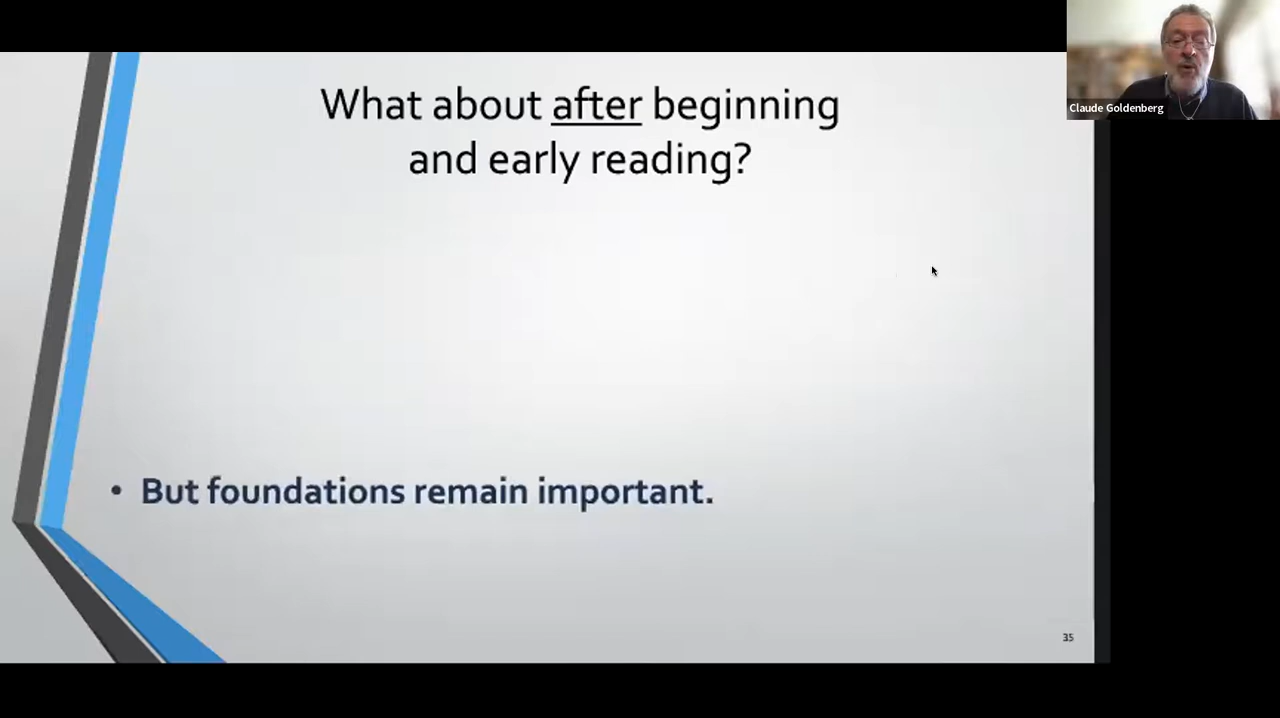 Claude Goldenberg
What about after beginning
and early reading?
• But foundations remain important.
35